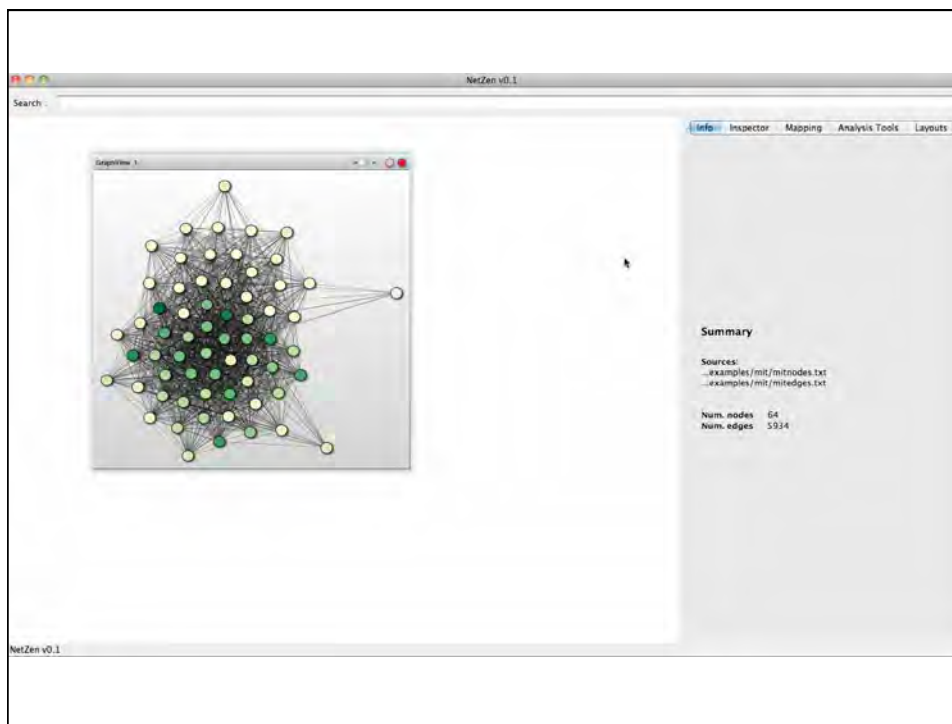 NetZen v0.1
Search :
Info Inspector Mapping Analysis Tools Layouts
GraphView 1
Summary
Sources:
...examples/mit/mitnodes.txt
...examples/mit/mitedges.txt
Num. nodes 64
Num. edges 5934
NetZen v0.1